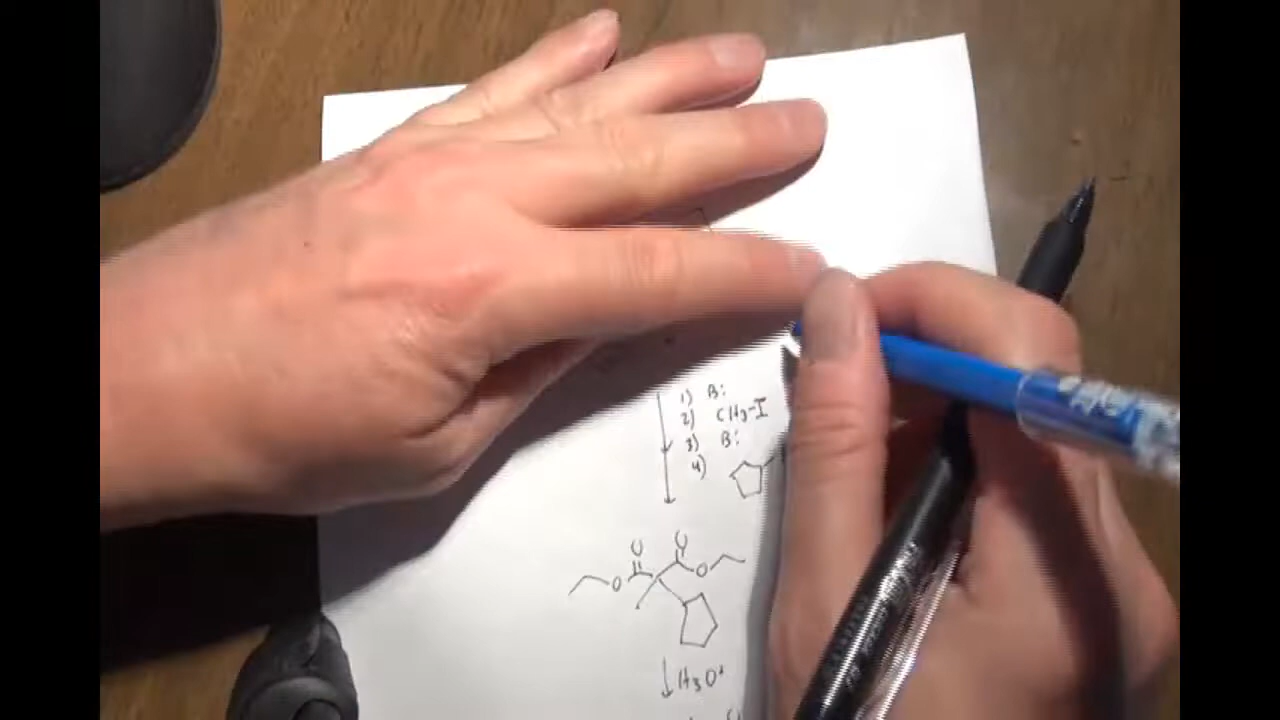 1) B:
2) CH3-I
3) B:
4)
O O
O O
H3O+